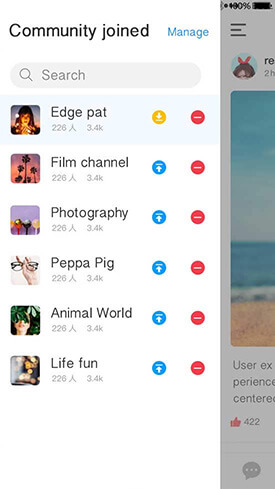 Community joined
Manage
Search
Edge pat
226 人 3.4k
Film channel
226 人 3.4k
Photography
226 人 3.4k
Peppa Pig
226 人 3.4k
Animal World
226 人 3.4k
Life fun
226 人 3.4k
100%
re
2h
User ex
perience
centered
422